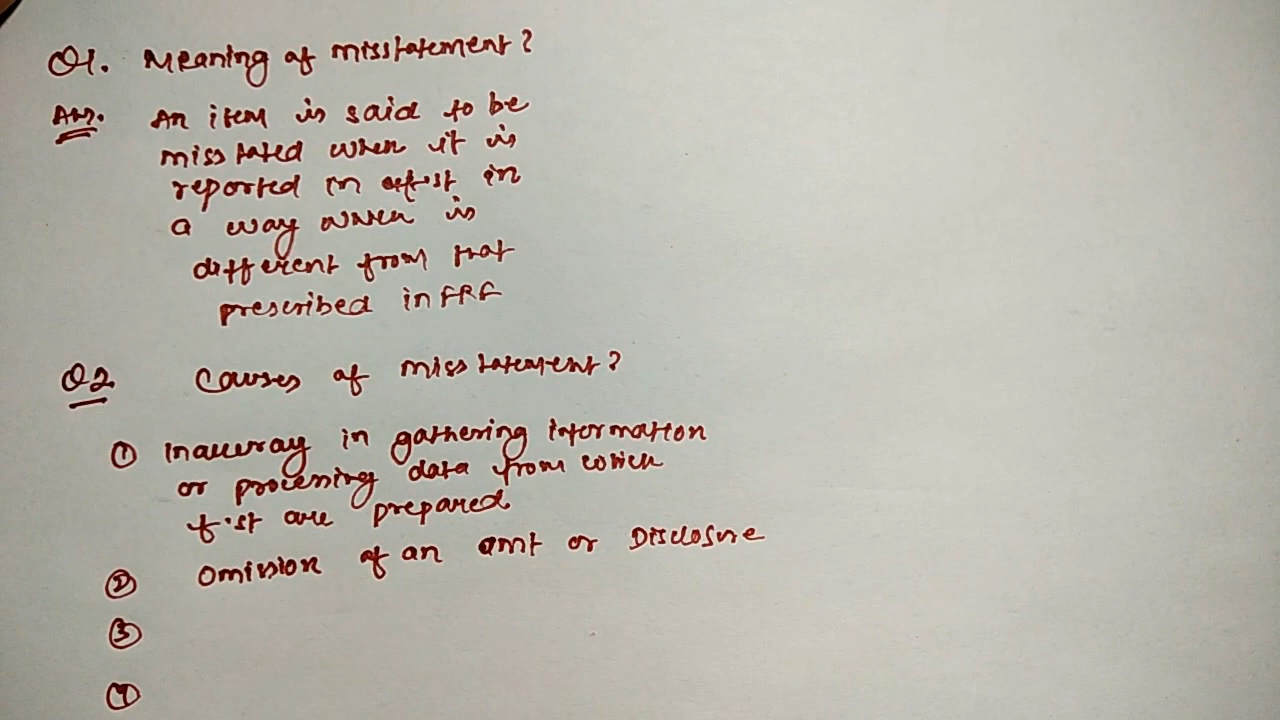 Q1. Meaning of misstatement?
Ans. An item is said to be
misstated when it is
reported in f.st in
a way which is
different from that
prescribed in FRF
Q2 Causes of misstatement?
① Inaccuracy in gathering information
or processing data from which
f.st are prepared
② Omission of an amt or Disclosure
③
④